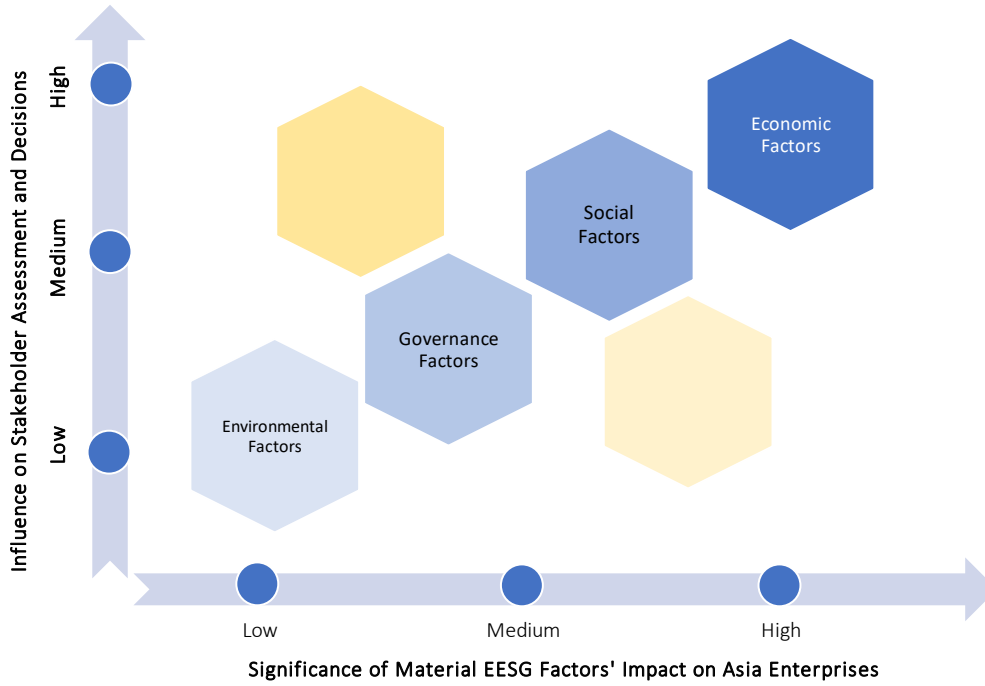 Influence on Stakeholder Assessment and Decisions
High
Medium
Low
Economic
Factors
Social
Factors
Governance
Factors
Environmental
Factors
Low
Medium
High
Significance of Material EESG Factors' Impact on Asia Enterprises